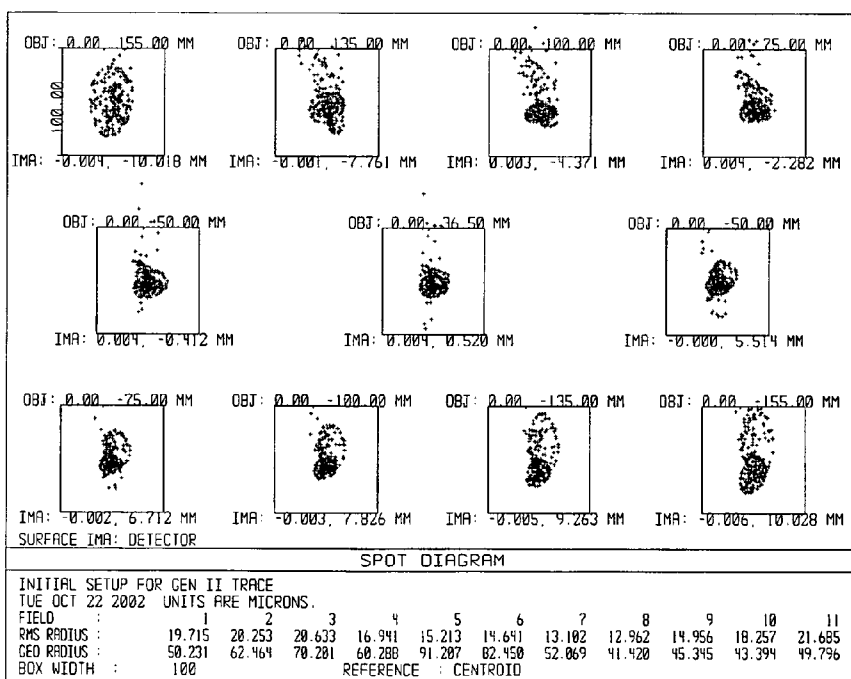 OBJ: 0.00, 155.00 MM
OBJ: 0.00, 135.00 MM
OBJ: 0.00, 100.00 MM
OBJ: 0.00, 75.00 MM
100.00
IMA: -0.004, -10.018 MM
IMA: -0.001, -7.761 MM
IMA: 0.003, -4.371 MM
IMA: 0.004, -2.282 MM
OBJ: 0.00, 50.00 MM
OBJ: 0.00, 36.50 MM
OBJ: 0.00, -50.00 MM
IMA: 0.004, -0.412 MM
IMA: 0.004, 0.520 MM
IMA: -0.000, 5.514 MM
OBJ: 0.00, -75.00 MM
OBJ: 0.00, -100.00 MM
OBJ: 0.00, -135.00 MM
OBJ: 0.00, -155.00 MM
IMA: -0.002, 6.712 MM
IMA: -0.003, 7.826 MM
IMA: -0.005, 9.263 MM
IMA: -0.006, 10.028 MM
SURFACE IMA: DETECTOR
SPOT DIAGRAM
INITIAL SETUP FOR GEN II TRACE
TUE OCT 22 2002 UNITS ARE MICRONS.
FIELD : 1 2 3 4 5 6 7 8 9 10 11
RMS RADIUS : 19.715 20.253 20.633 16.941 15.213 14.641 13.102 12.962 14.956 18.257 21.685
GEO RADIUS : 50.231 62.464 70.201 60.288 91.207 82.450 52.069 41.420 45.345 43.394 49.796
BOX WIDTH : 100 REFERENCE : CENTROID